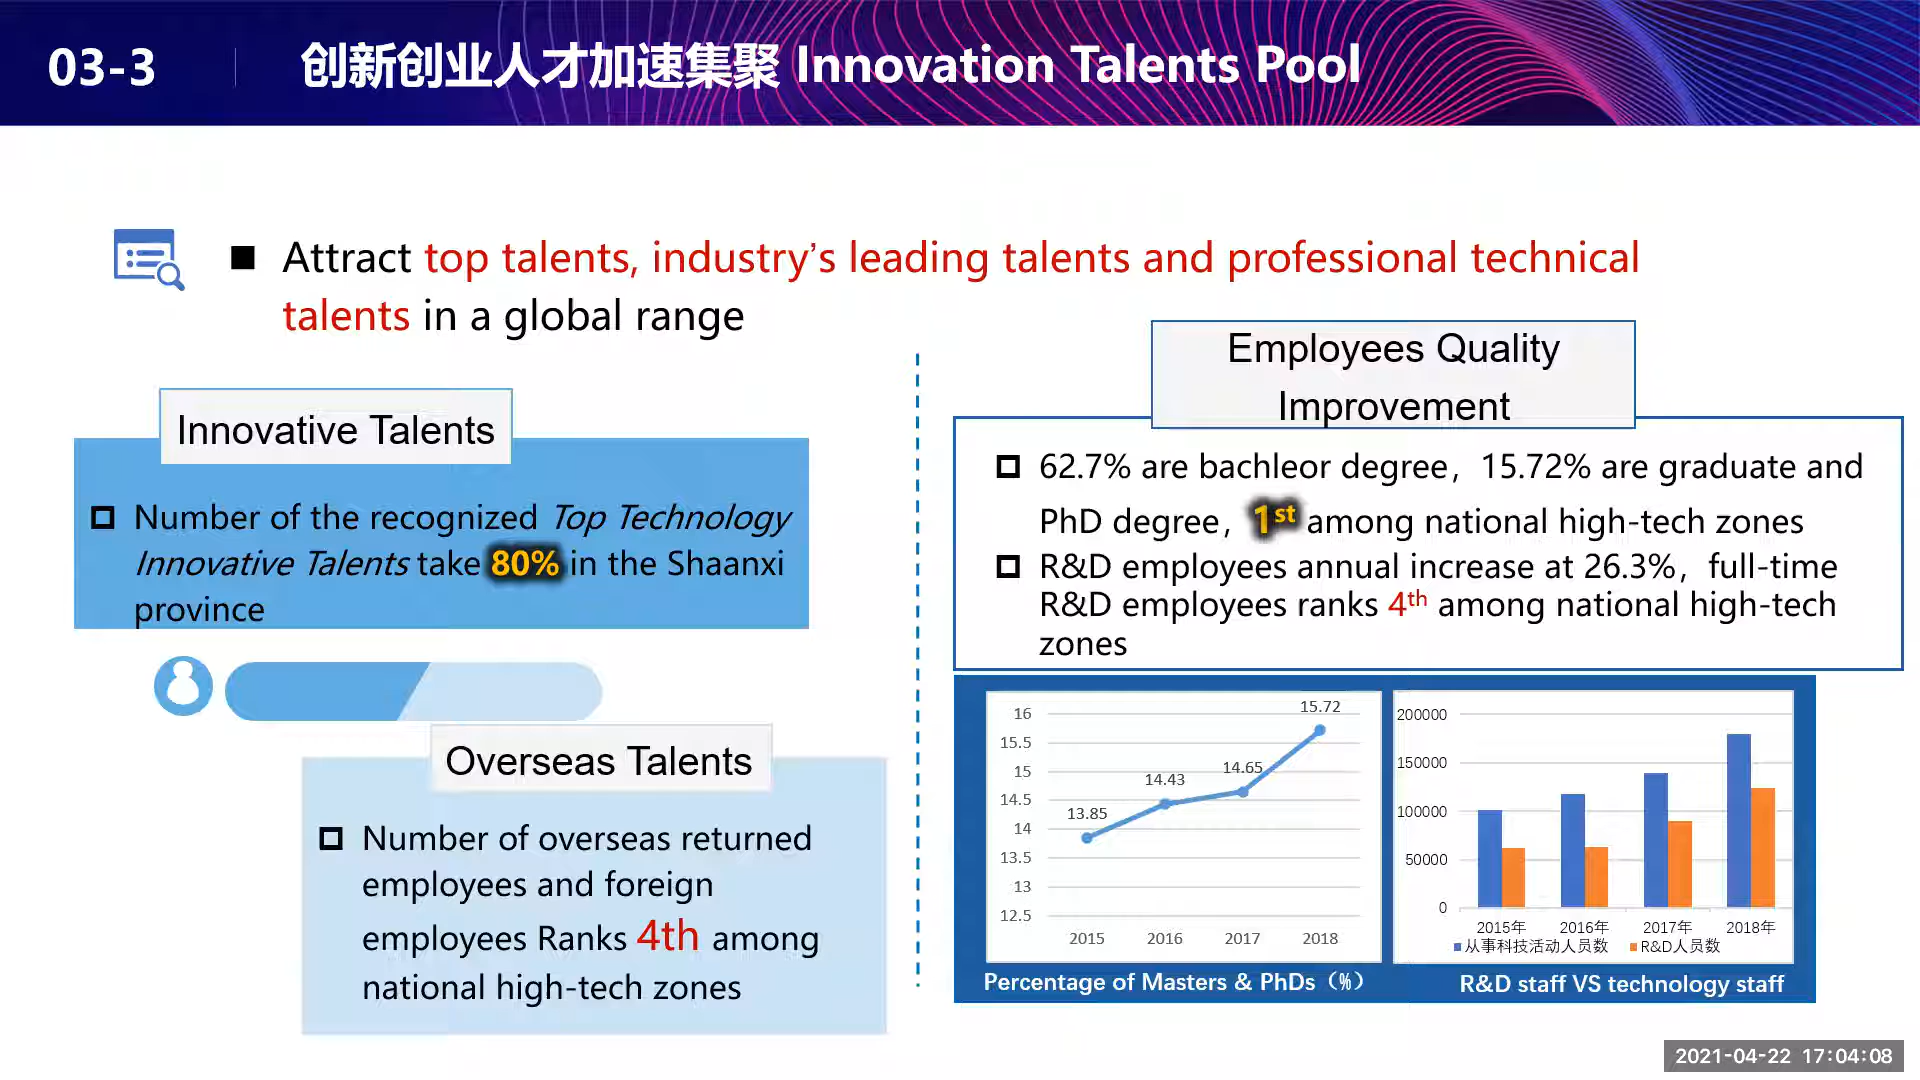 03-3
创新创业人才加速集聚 Innovation Talents Pool
Attract top talents, industry's leading talents and professional technical
talents in a global range
Innovative Talents
Number of the recognized Top Technology
Innovative Talents take 80% in the Shaanxi
province
Overseas Talents
Number of overseas returned
employees and foreign
employees Ranks 4th among
national high-tech zones
Employees Quality
Improvement
62.7% are bachleor degree，15.72% are graduate and
PhD degree，1st among national high-tech zones
R&D employees annual increase at 26.3%，full-time
R&D employees ranks 4th among national high-tech
zones
16
15.5
15
14.5
14
13.5
13
12.5
13.85
14.43
14.65
15.72
2015 2016 2017 2018
Percentage of Masters & PhDs（%）
200000
150000
100000
50000
0
2015年 2016年 2017年 2018年
从事科技活动人员数 R&D人员数
R&D staff VS technology staff
2021-04-22 17:04:08